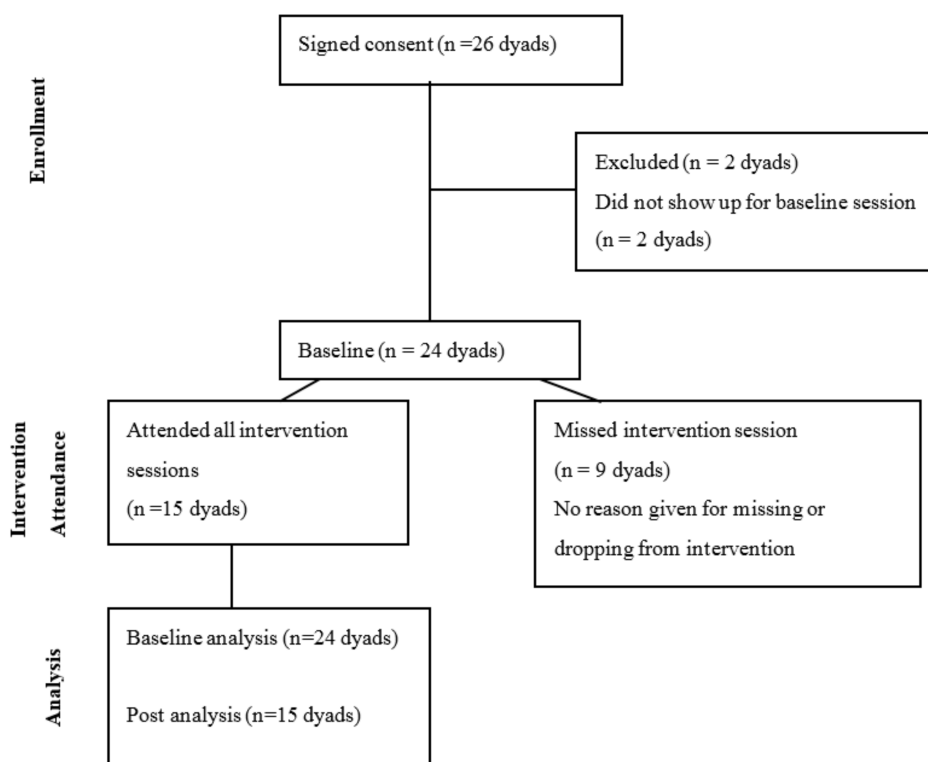 Enrollment
Signed consent (n =26 dyads)
Excluded (n = 2 dyads)
Did not show up for baseline session
(n = 2 dyads)
Baseline (n = 24 dyads)
Intervention
Attendance
Attended all intervention
sessions
(n =15 dyads)
Missed intervention session
(n = 9 dyads)
No reason given for missing or
dropping from intervention
Analysis
Baseline analysis (n=24 dyads)
Post analysis (n=15 dyads)